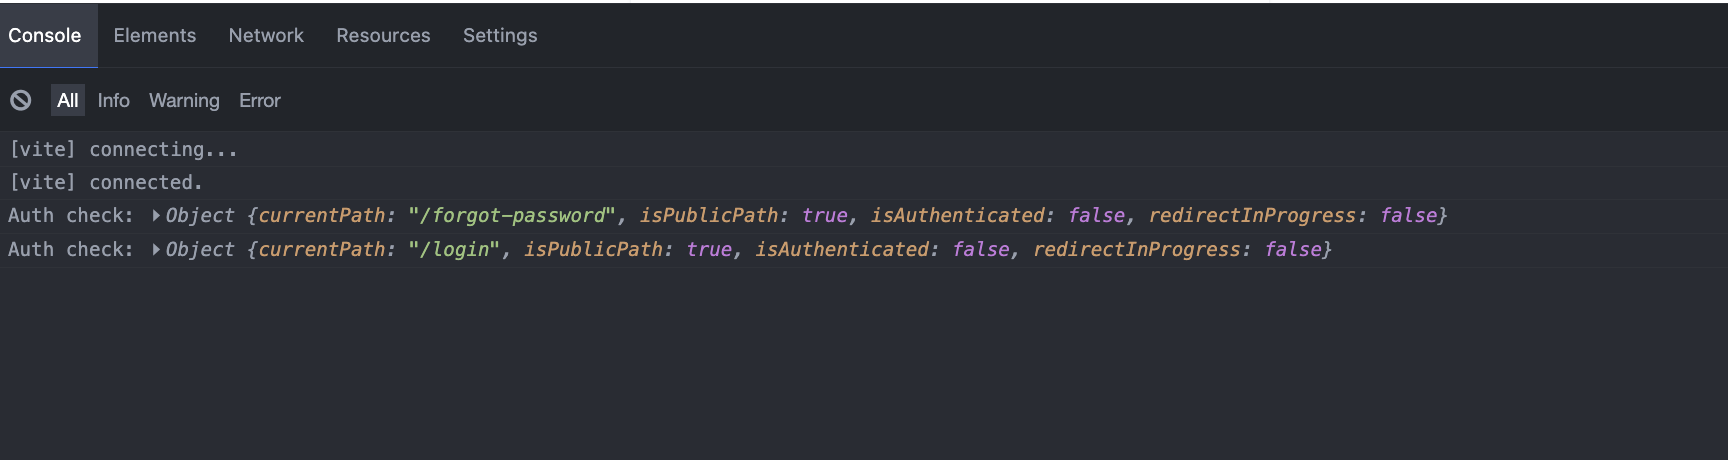 Console Elements Network Resources Settings
All Info Warning Error
[vite] connecting...
[vite] connected.
Auth check: Object {currentPath: "/forgot-password", isPublicPath: true, isAuthenticated: false, redirectInProgress: false}
Auth check: Object {currentPath: "/login", isPublicPath: true, isAuthenticated: false, redirectInProgress: false}